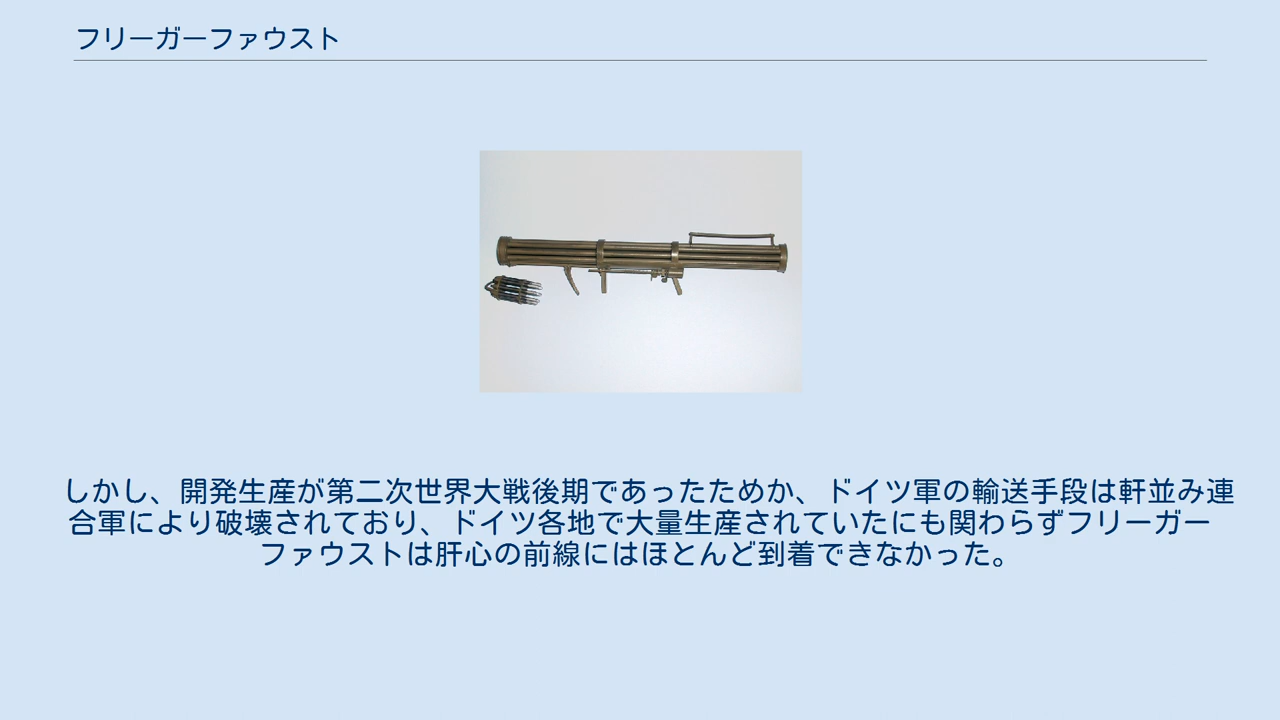 フリーガーファウスト
しかし、開発生産が第二次世界大戦後期であったためか、ドイツ軍の輸送手段は軒並み連
合軍により破壊されており、ドイツ各地で大量生産されていたにも関わらずフリーガー
ファウストは肝心の前線にはほとんど到着できなかった。